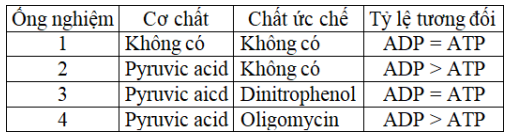 Ống nghiệm Cơ chất Chất ức chế Tỷ lệ tương đối
1 Không có Không có ADP = ATP
2 Pyruvic acid Không có ADP > ATP
3 Pyruvic aicd Dinitrophenol ADP = ATP
4 Pyruvic acid Oligomycin ADP > ATP